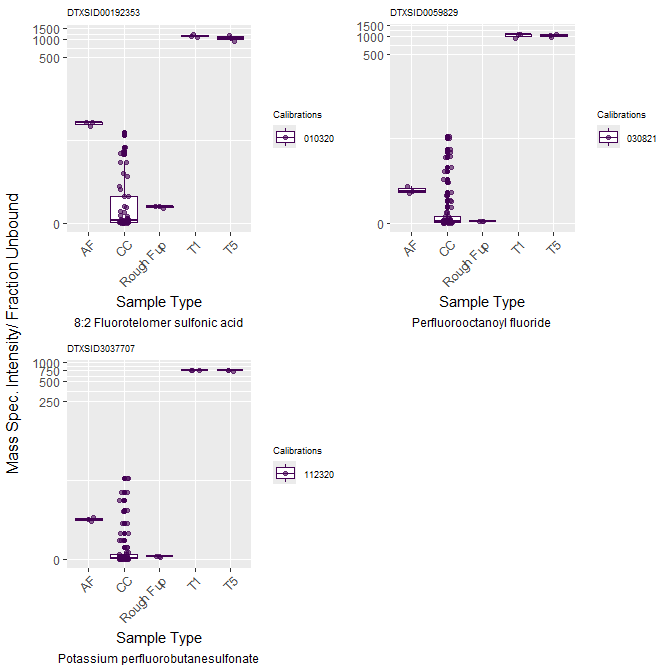 DTXSID00192353
1500
1000
500
0
AF
CC
Rough Fup
T1
T5
Sample Type
8:2 Fluorotelomer sulfonic acid
Calibrations
010320
DTXSID0059829
1500
1000
500
0
AF
CC
Rough Fup
T1
T5
Sample Type
Perfluorooctanoyl fluoride
Calibrations
030821
Mass Spec. Intensity/ Fraction Unbound
DTXSID3037707
1000
750
500
250
0
AF
CC
Rough Fup
T1
T5
Sample Type
Potassium perfluorobutanesulfonate
Calibrations
112320